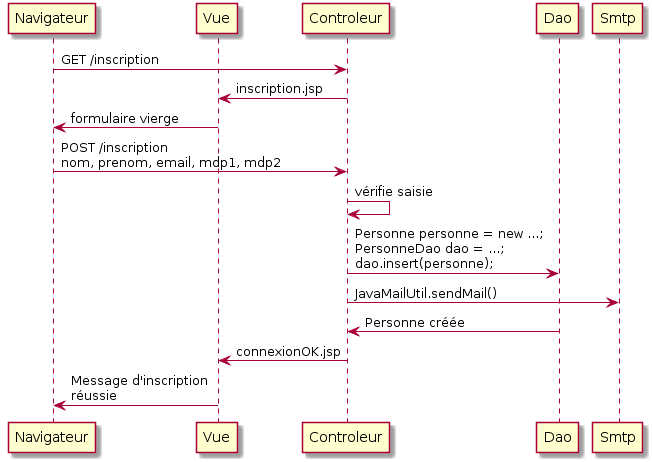 Navigateur Vue Controleur Dao Smtp
GET /inscription
inscription.jsp
formulaire vierge
POST /inscription
nom, prenom, email, mdp1, mdp2
vérifie saisie
Personne personne = new ...;
PersonneDao dao = ...;
dao.insert(personne);
JavaMailUtil.sendMail()
Personne créée
connexionOK.jsp
Message d'inscription
réussie
Navigateur Vue Controleur Dao Smtp